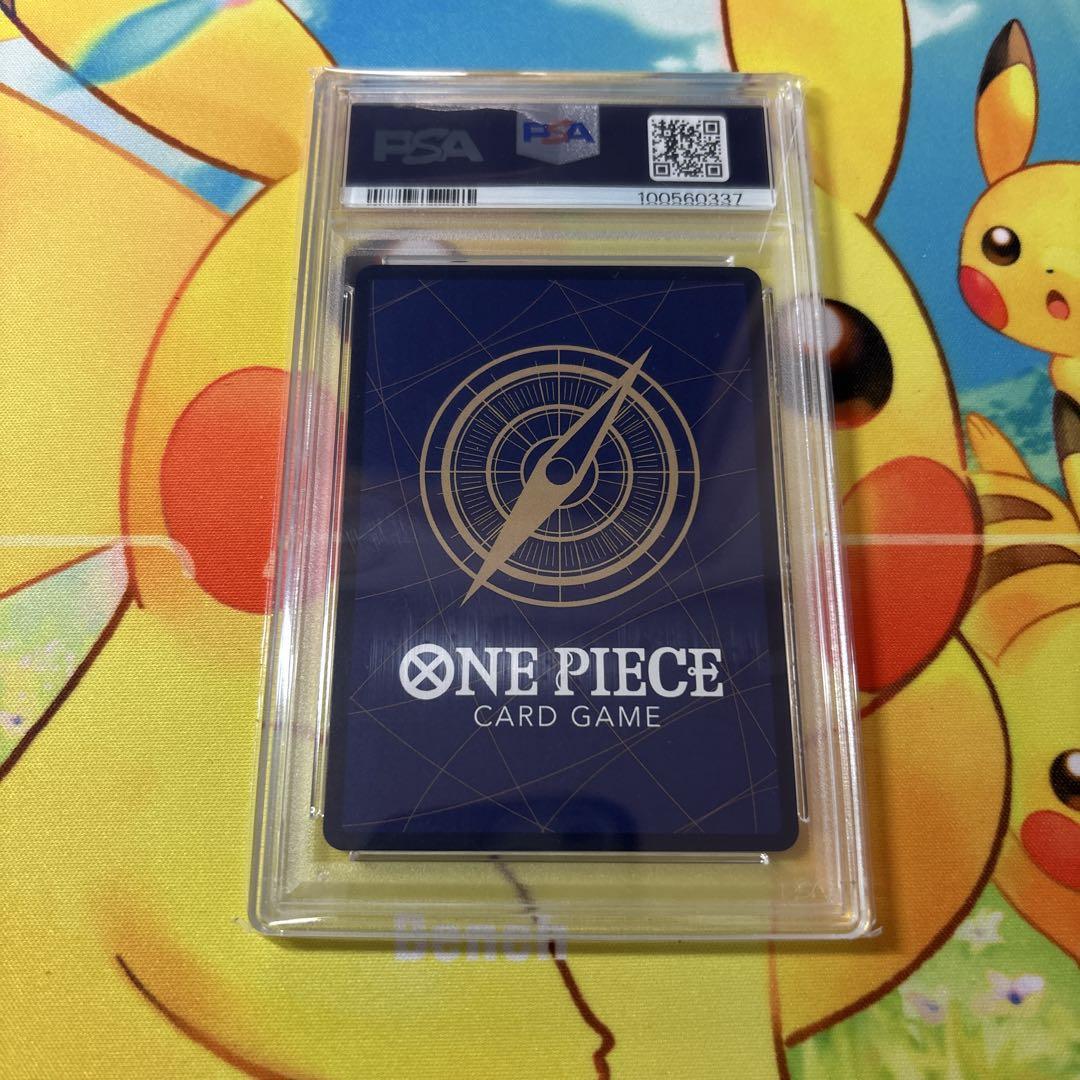 PSA
PSA
100560337
ONE PIECE
CARD GAME
Bench